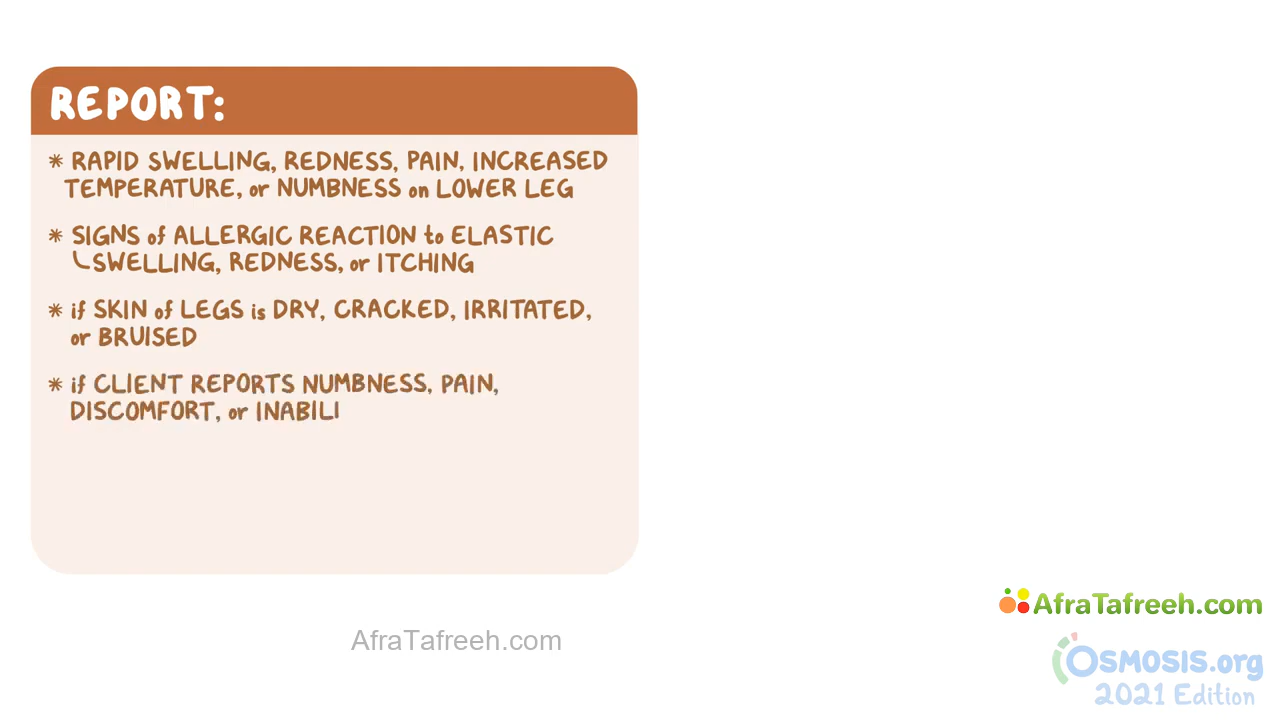 REPORT:
* RAPID SWELLING, REDNESS, PAIN, INCREASED
TEMPERATURE, or NUMBNESS on LOWER LEG
* SIGNS of ALLERGIC REACTION to ELASTIC
SWELLING, REDNESS, or ITCHING
* if SKIN of LEGS is DRY, CRACKED, IRRITATED,
or BRUISED
* if CLIENT REPORTS NUMBNESS, PAIN,
DISCOMFORT, or INABILI
AfraTafreeh.com
AfraTafreeh.com
OSMOSIS.org
2021 Edition